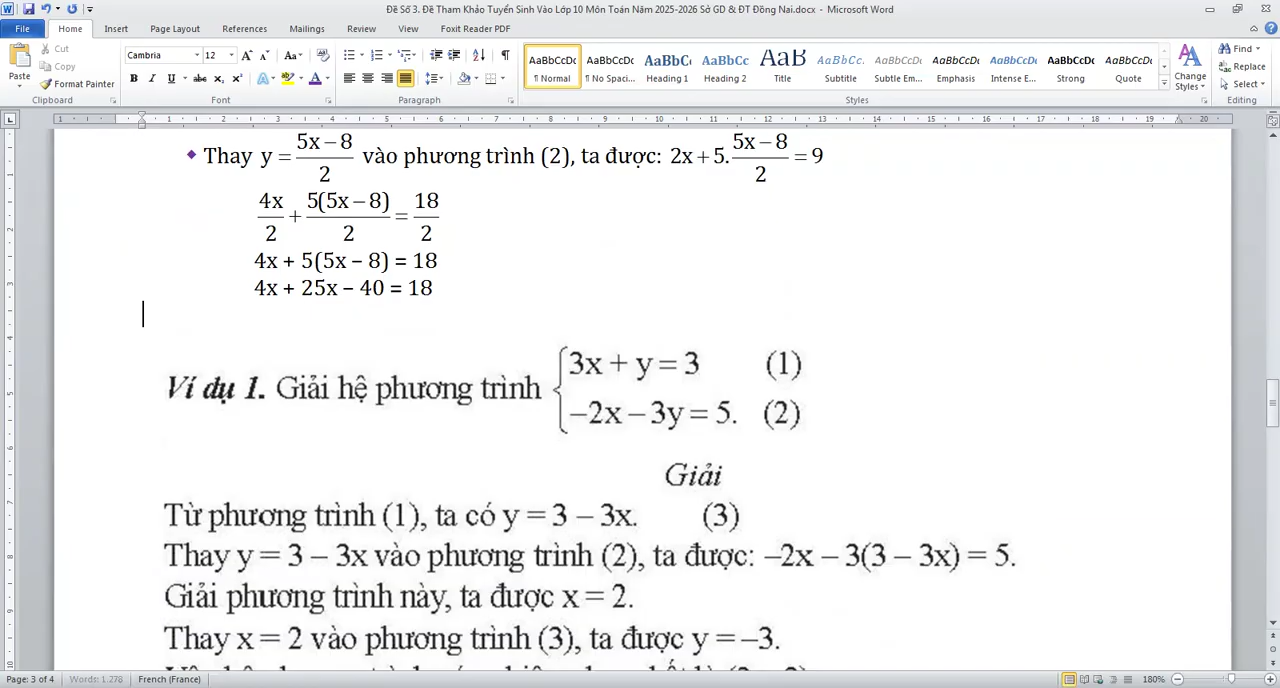 Đề Số 3. Đề Tham Khảo Tuyển Sinh Vào Lớp 10 Môn Toán Năm 2025-2026 Sở GD & ĐT Đồng Nai.docx - Microsoft Word
File Home Insert Page Layout References Mailings Review View Foxit Reader PDF
Paste
Cut
Copy
Format Painter
Clipboard
Cambria 12
Font
Paragraph
AaBbCcDc AaBbCcDc AaBbC AaBbCc AaB AaBbCc. AaBbCcDc AaBbCcDc AaBbCcDc AaBbCcDc AaBbCcDc
¶ Normal ¶ No Spaci... Heading 1 Heading 2 Title Subtitle Subtle Em... Emphasis Intense E... Strong Quote
Styles
Change Styles
Find
Replace
Select
Editing
◆ Thay y = (5x − 8)/2 vào phương trình (2), ta được: 2x + 5.(5x − 8)/2 = 9
4x/2 + 5(5x − 8)/2 = 18/2
4x + 5(5x − 8) = 18
4x + 25x − 40 = 18
Ví dụ 1. Giải hệ phương trình { 3x + y = 3 (1)
−2x − 3y = 5. (2)
Giải
Từ phương trình (1), ta có y = 3 − 3x. (3)
Thay y = 3 − 3x vào phương trình (2), ta được: −2x − 3(3 − 3x) = 5.
Giải phương trình này, ta được x = 2.
Thay x = 2 vào phương trình (3), ta được y = −3.
Page: 3 of 4 Words: 1.278 French (France) 180%